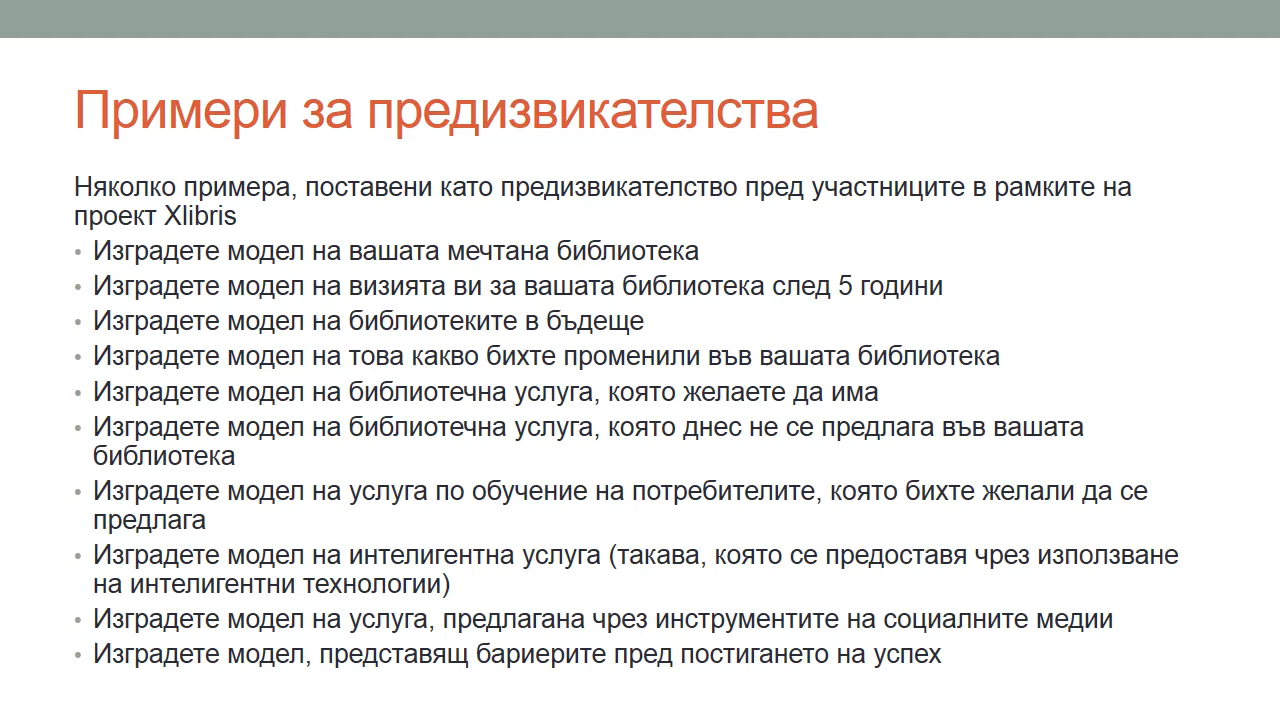 Примери за предизвикателства
Няколко примера, поставени като предизвикателство пред участниците в рамките на
проект Xlibris
• Изградете модел на вашата мечтана библиотека
• Изградете модел на визията ви за вашата библиотека след 5 години
• Изградете модел на библиотеките в бъдеще
• Изградете модел на това какво бихте променили във вашата библиотека
• Изградете модел на библиотечна услуга, която желаете да има
• Изградете модел на библиотечна услуга, която днес не се предлага във вашата
библиотека
• Изградете модел на услуга по обучение на потребителите, която бихте желали да се
предлага
• Изградете модел на интелигентна услуга (такава, която се предоставя чрез използване
на интелигентни технологии)
• Изградете модел на услуга, предлагана чрез инструментите на социалните медии
• Изградете модел, представящ бариерите пред постигането на успех